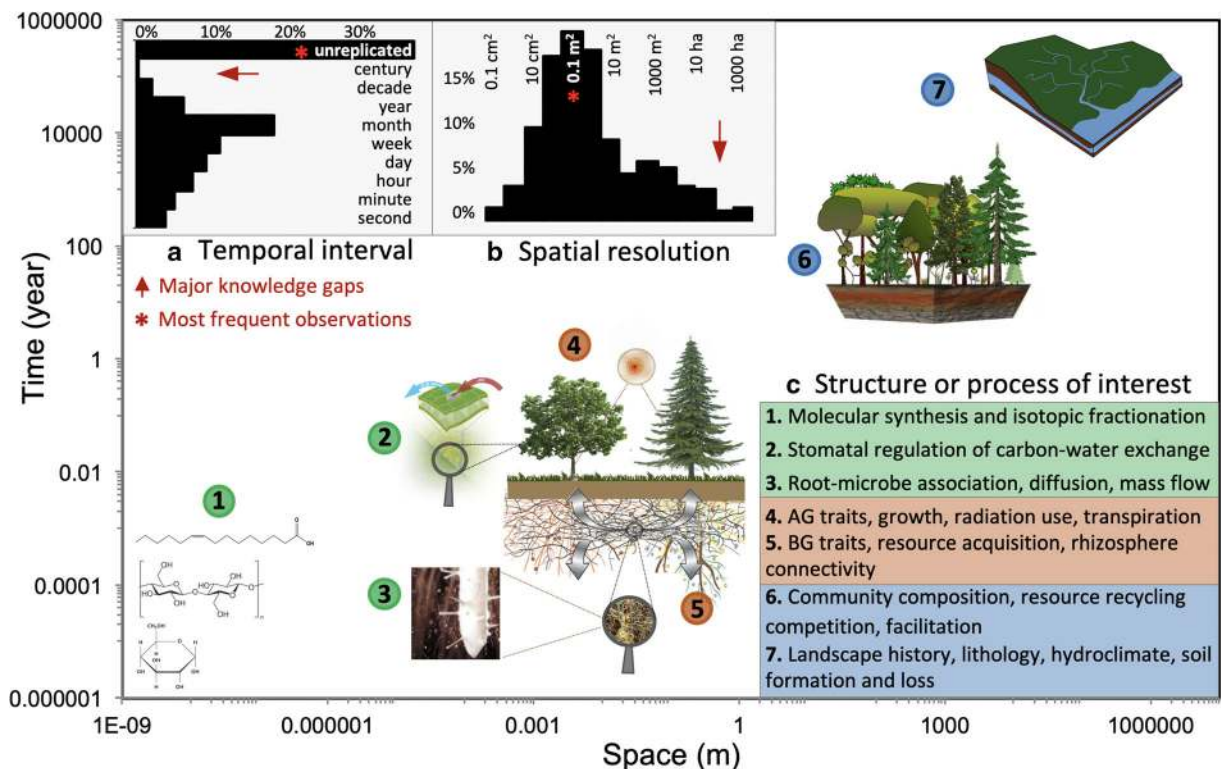 1000000
10000
100
1
0.01
0.0001
0.000001
Time (year)
0% 10% 20% 30%
* unreplicated
century
decade
year
month
week
day
hour
minute
second
a Temporal interval
Major knowledge gaps
* Most frequent observations
0.1 cm²
10 cm²
0.1 m²
10 m²
1000 m²
10 ha
1000 ha
15%
10%
5%
0%
*
b Spatial resolution
7
6
4
2
1
3
5
O
OH
CH₂OH
c Structure or process of interest
1. Molecular synthesis and isotopic fractionation
2. Stomatal regulation of carbon-water exchange
3. Root-microbe association, diffusion, mass flow
4. AG traits, growth, radiation use, transpiration
5. BG traits, resource acquisition, rhizosphere
connectivity
6. Community composition, resource recycling
competition, facilitation
7. Landscape history, lithology, hydroclimate, soil
formation and loss
1E-09 0.000001 0.001 1 1000 1000000
Space (m)